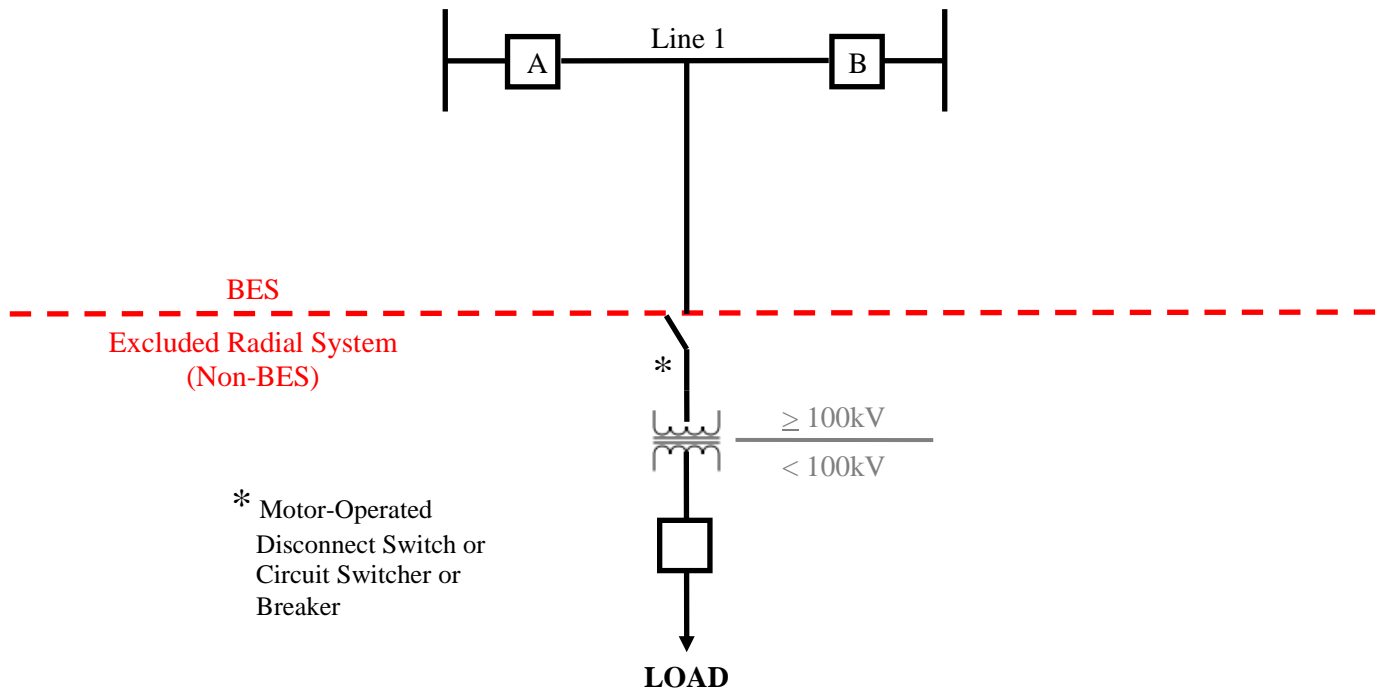 Line 1
A
B
BES
Excluded Radial System
(Non-BES)
*
≥ 100kV
< 100kV
* Motor-Operated
Disconnect Switch or
Circuit Switcher or
Breaker
LOAD